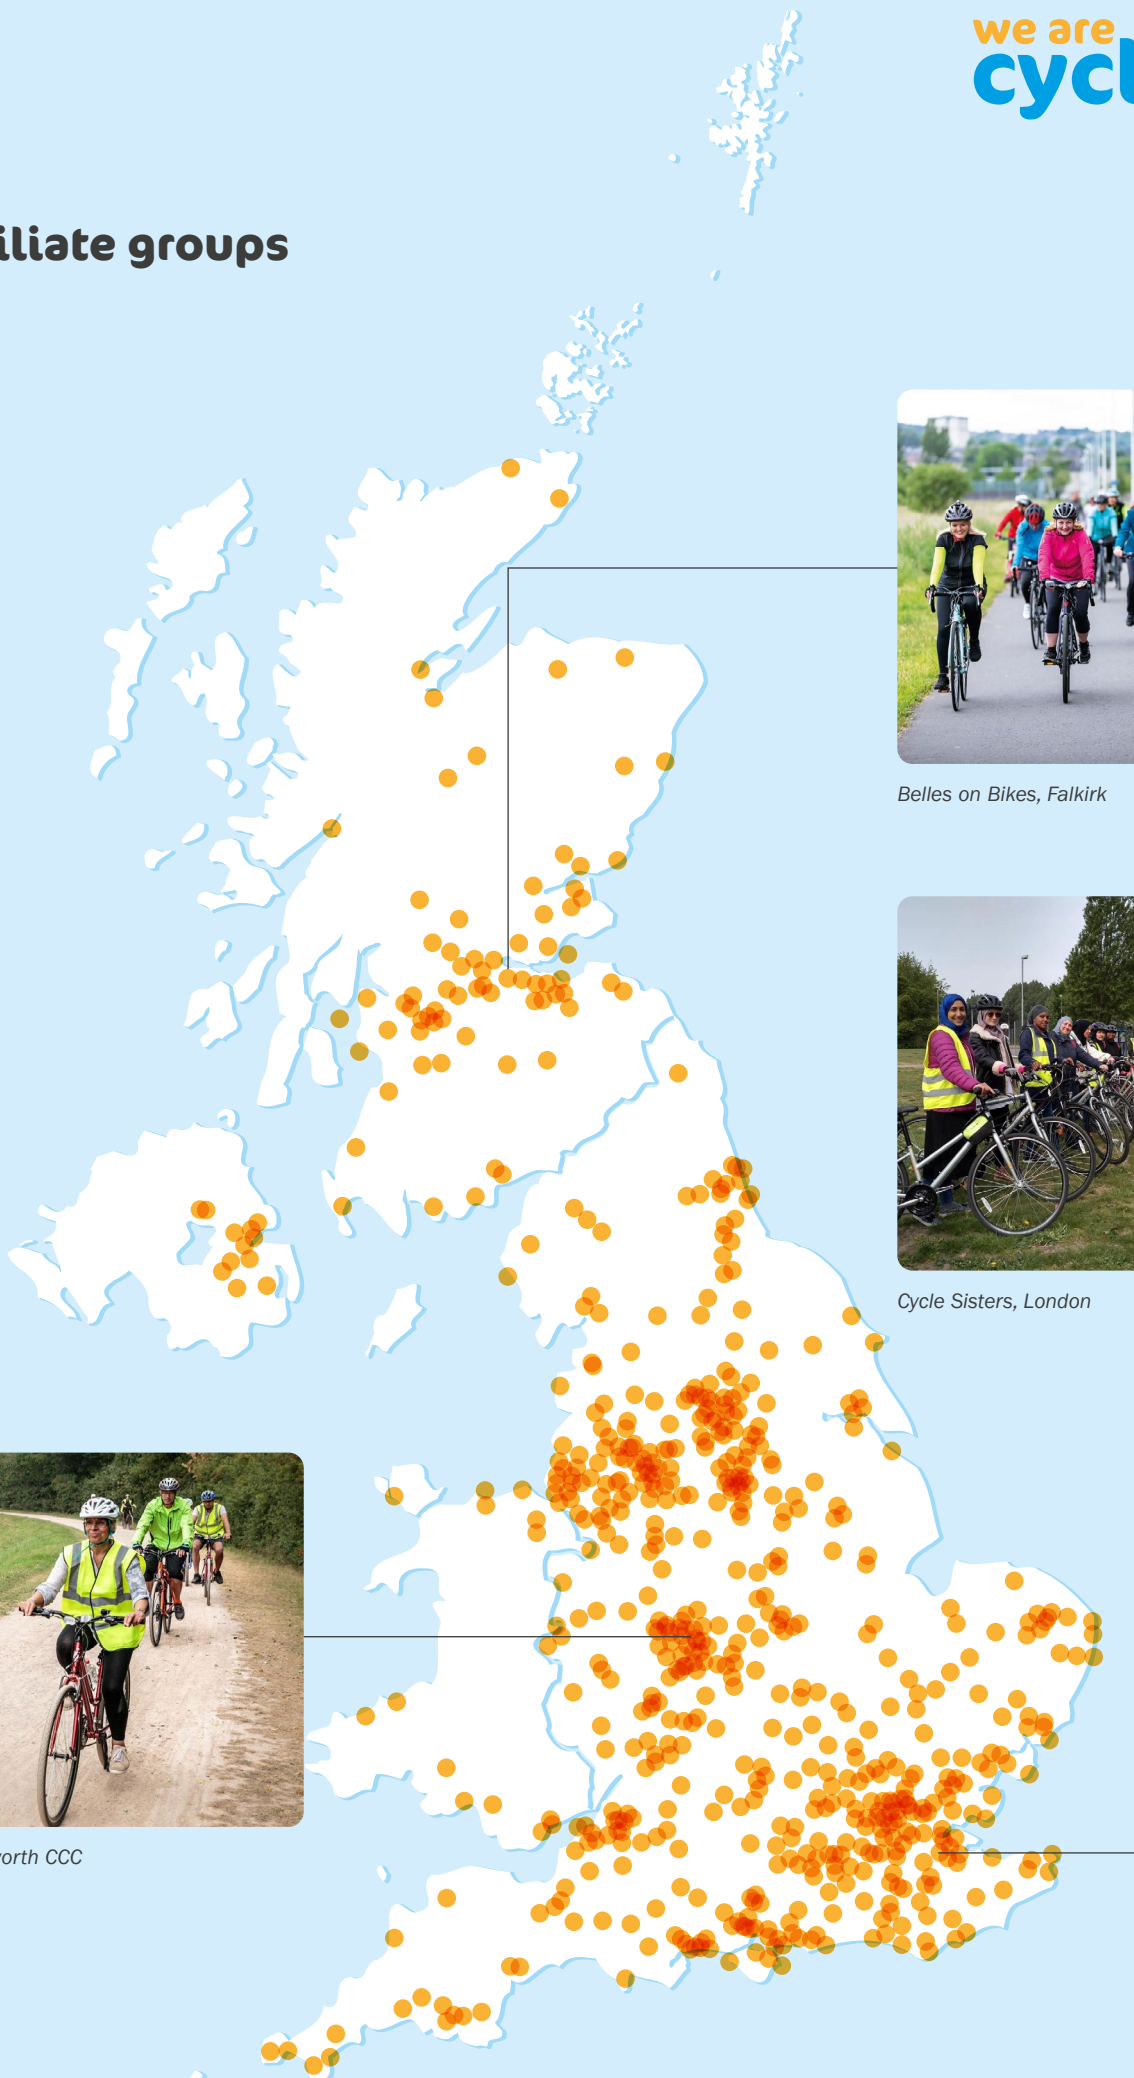 we are
cycl
iliate groups
Belles on Bikes, Falkirk
Cycle Sisters, London
orth CCC